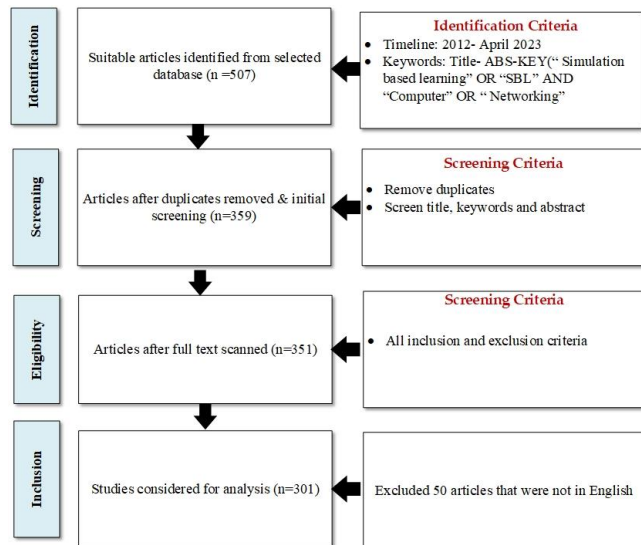 Identification
Suitable articles identified from selected
database (n =507)
Identification Criteria
• Timeline: 2012- April 2023
• Keywords: Title- ABS-KEY(“ Simulation
based learning” OR “SBL” AND
“Computer” OR “ Networking”
Screening
Articles after duplicates removed & initial
screening (n=359)
Screening Criteria
• Remove duplicates
• Screen title, keywords and abstract
Eligibility
Articles after full text scanned (n=351)
Screening Criteria
• All inclusion and exclusion criteria
Inclusion
Studies considered for analysis (n=301)
Excluded 50 articles that were not in English